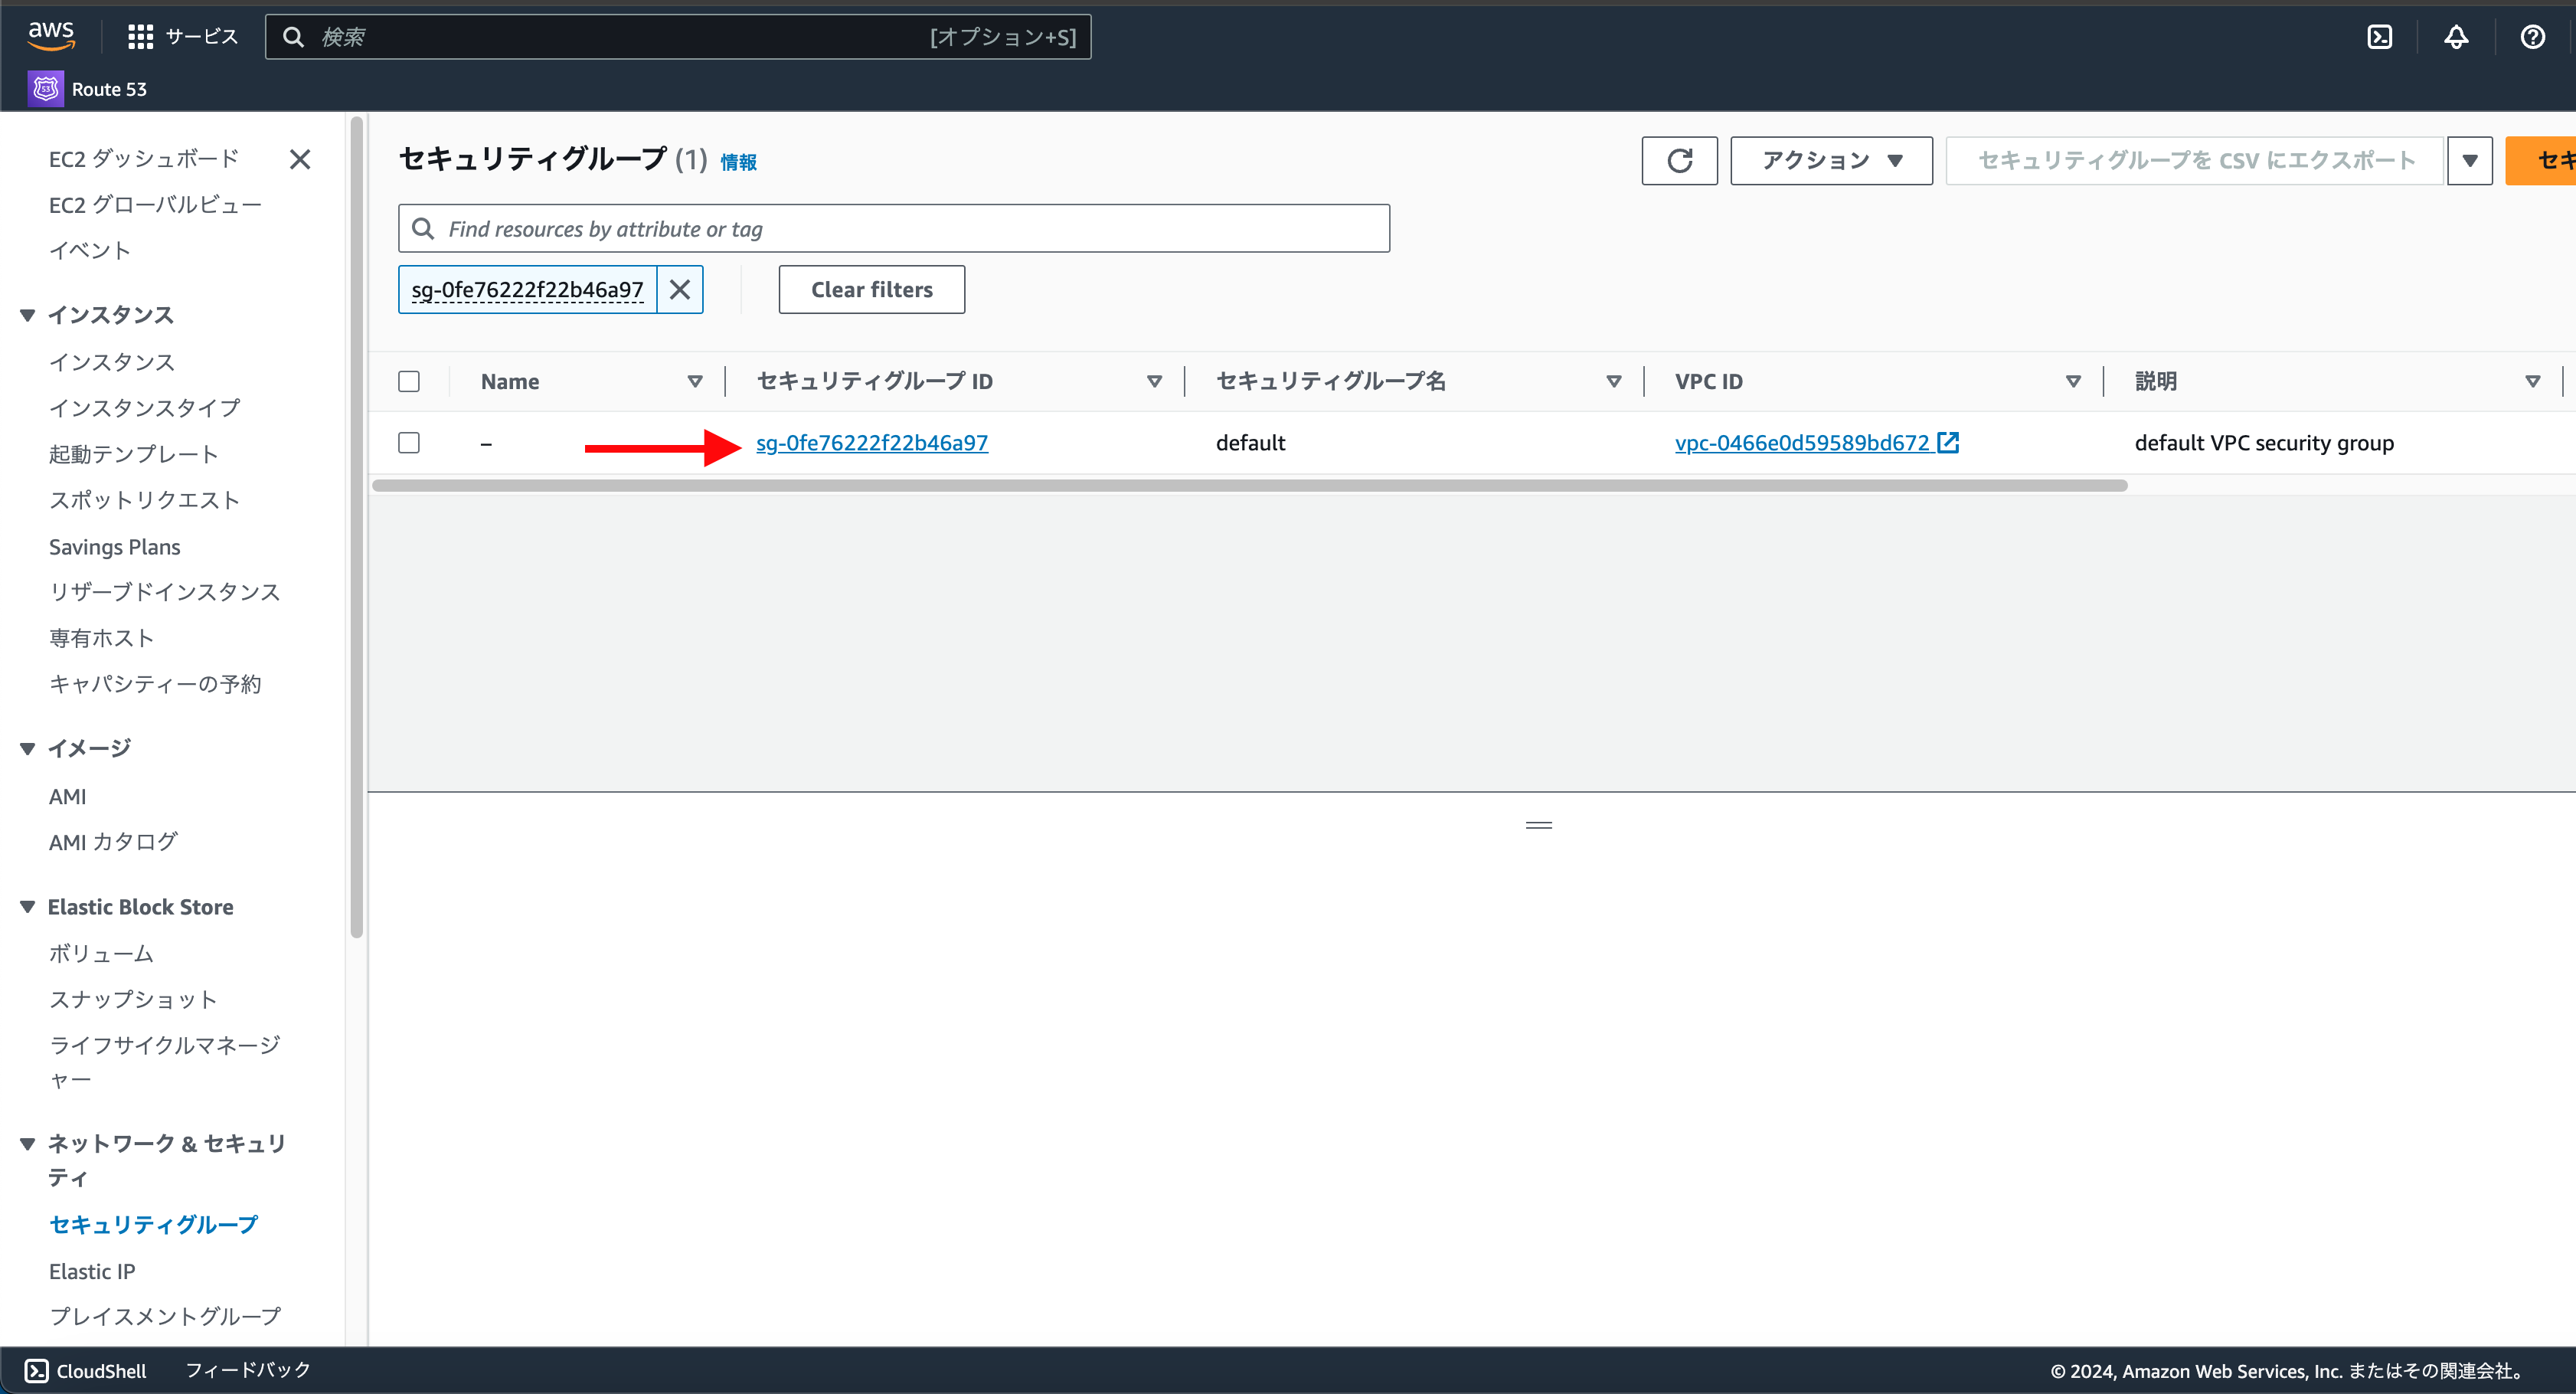 aws
サービス
検索
[オプション+S]
53
Route 53
EC2 ダッシュボード
EC2 グローバルビュー
イベント
インスタンス
インスタンス
インスタンスタイプ
起動テンプレート
スポットリクエスト
Savings Plans
リザーブドインスタンス
専有ホスト
キャパシティーの予約
イメージ
AMI
AMI カタログ
Elastic Block Store
ボリューム
スナップショット
ライフサイクルマネージ
ャー
ネットワーク & セキュリ
ティ
セキュリティグループ
Elastic IP
プレイスメントグループ
セキュリティグループ (1) 情報
アクション
セキュリティグループを CSV にエクスポート
セキ
Find resources by attribute or tag
sg-0fe76222f22b46a97
Clear filters
Name セキュリティグループ ID セキュリティグループ名 VPC ID 説明
– sg-0fe76222f22b46a97 default vpc-0466e0d59589bd672 default VPC security group
CloudShell フィードバック © 2024, Amazon Web Services, Inc. またはその関連会社。